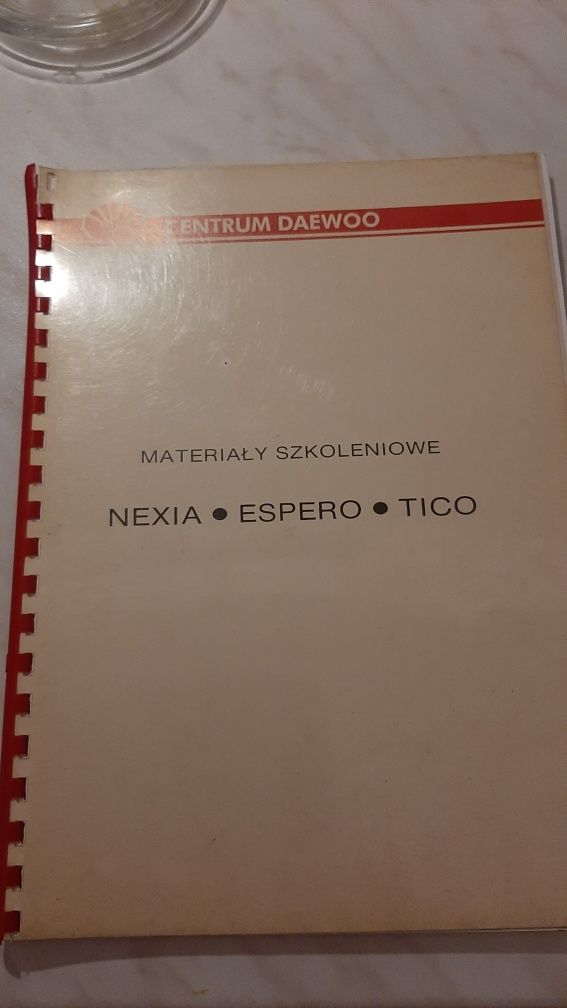 CENTRUM DAEWOO
MATERIAŁY SZKOLENIOWE
NEXIA ● ESPERO ● TICO